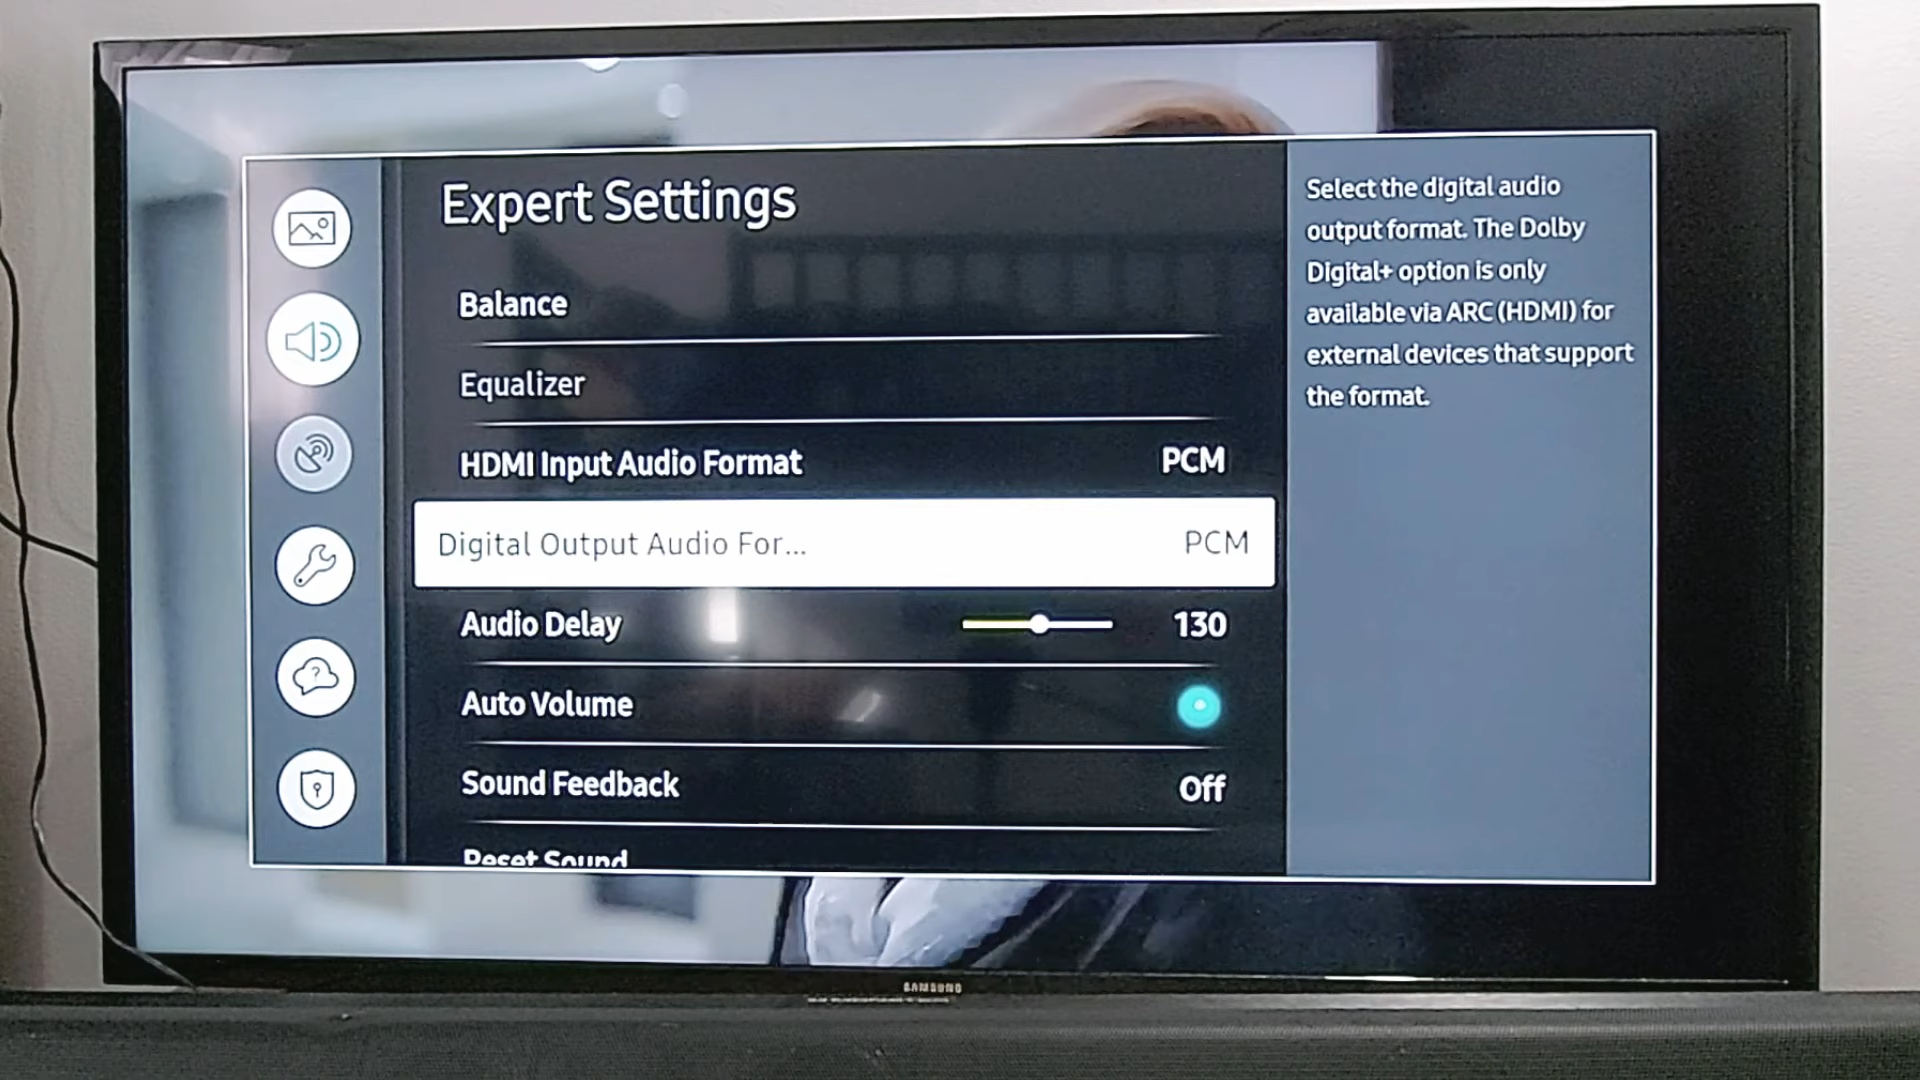 Expert Settings
Balance
Equalizer
HDMI Input Audio Format PCM
Digital Output Audio For... PCM
Audio Delay 130
Auto Volume
Sound Feedback Off
Reset Sound
Select the digital audio
output format. The Dolby
Digital+ option is only
available via ARC (HDMI) for
external devices that support
the format.
?
SAMSUNG